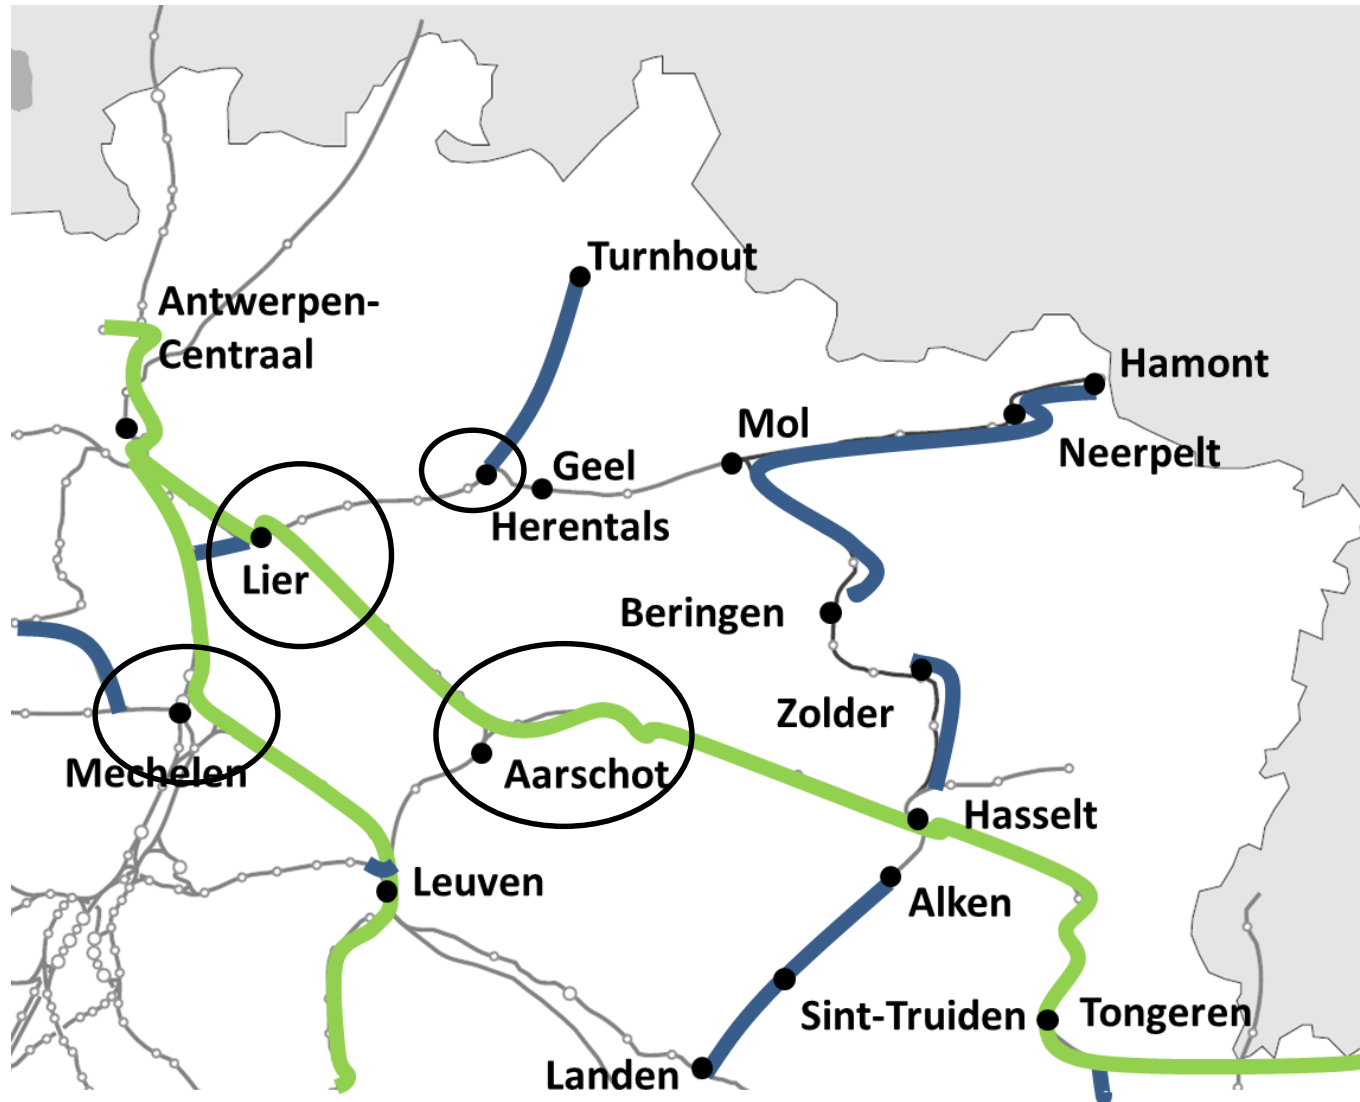 Turnhout
Antwerpen-
Centraal
Hamont
Mol
Neerpelt
Geel
Herentals
Lier
Beringen
Zolder
Mechelen
Aarschot
Hasselt
Leuven
Alken
Sint-Truiden
Tongeren
Landen